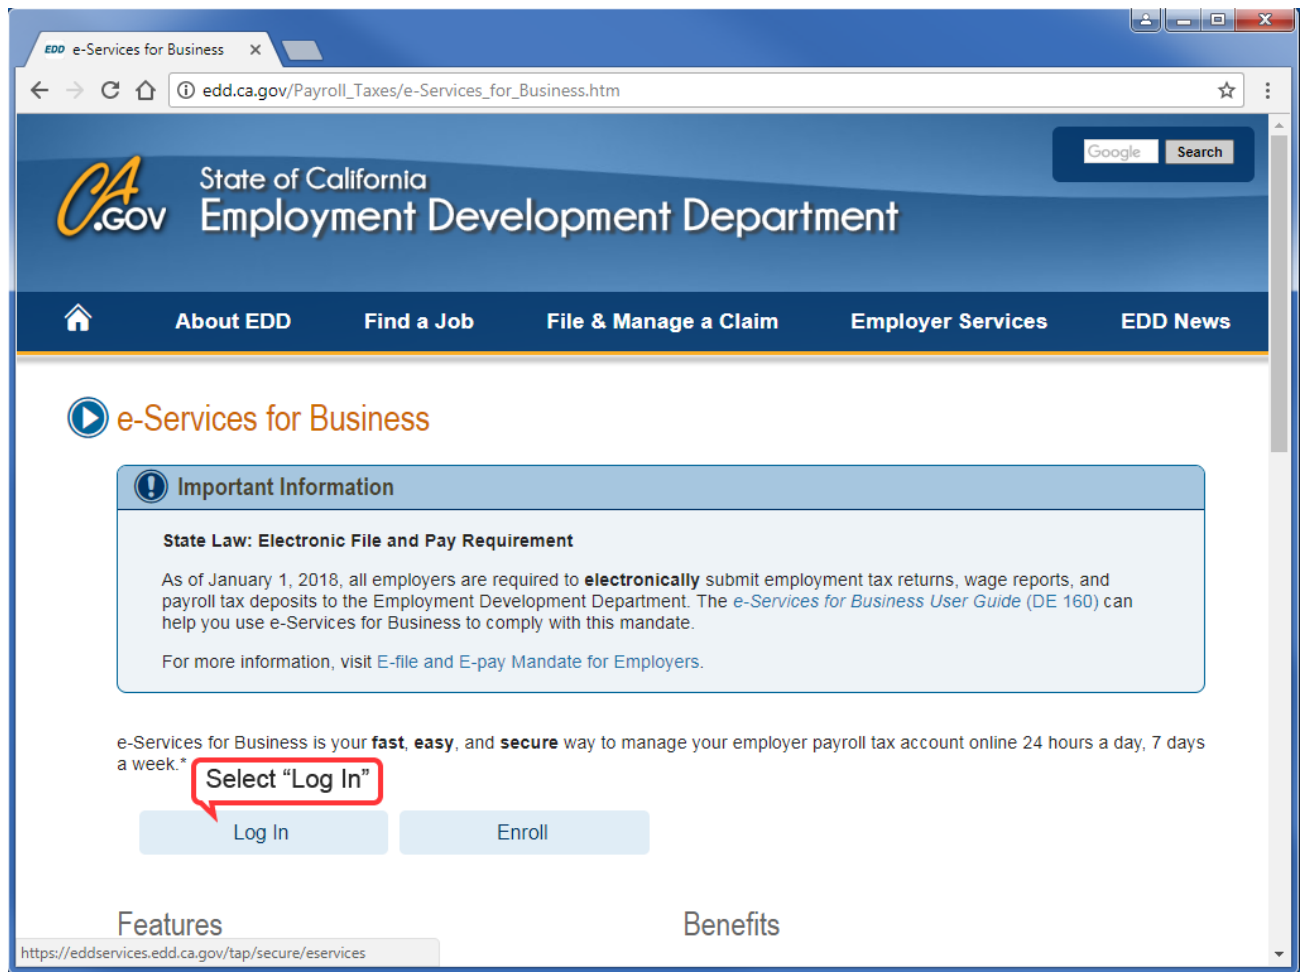 EDD e-Services for Business
edd.ca.gov/Payroll_Taxes/e-Services_for_Business.htm
Google Search
CA.GOV
State of California
Employment Development Department
About EDD Find a Job File & Manage a Claim Employer Services EDD News
e-Services for Business
Important Information
State Law: Electronic File and Pay Requirement
As of January 1, 2018, all employers are required to electronically submit employment tax returns, wage reports, and
payroll tax deposits to the Employment Development Department. The e-Services for Business User Guide (DE 160) can
help you use e-Services for Business to comply with this mandate.
For more information, visit E-file and E-pay Mandate for Employers.
e-Services for Business is your fast, easy, and secure way to manage your employer payroll tax account online 24 hours a day, 7 days
a week.*
Select “Log In”
Log In Enroll
Features Benefits
https://eddservices.edd.ca.gov/tap/secure/eservices